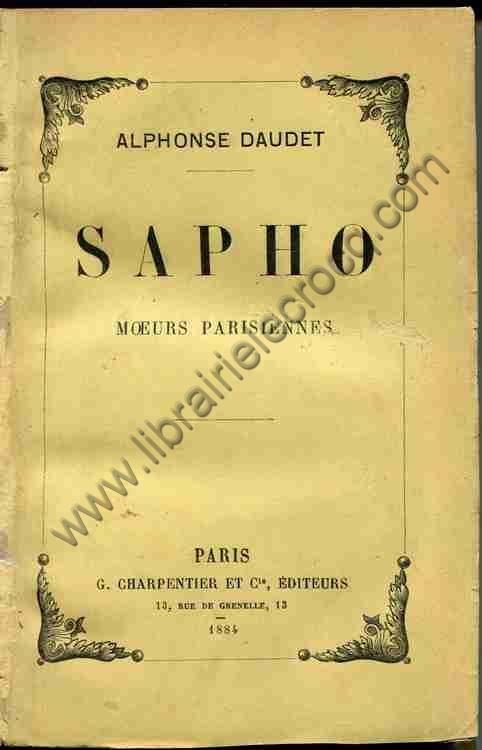 ALPHONSE DAUDET
SAPHO
MŒURS PARISIENNES
PARIS
G. CHARPENTIER ET Cie, ÉDITEURS
13, RUE DE GRENELLE, 13
1884
www.librairielecroco.com